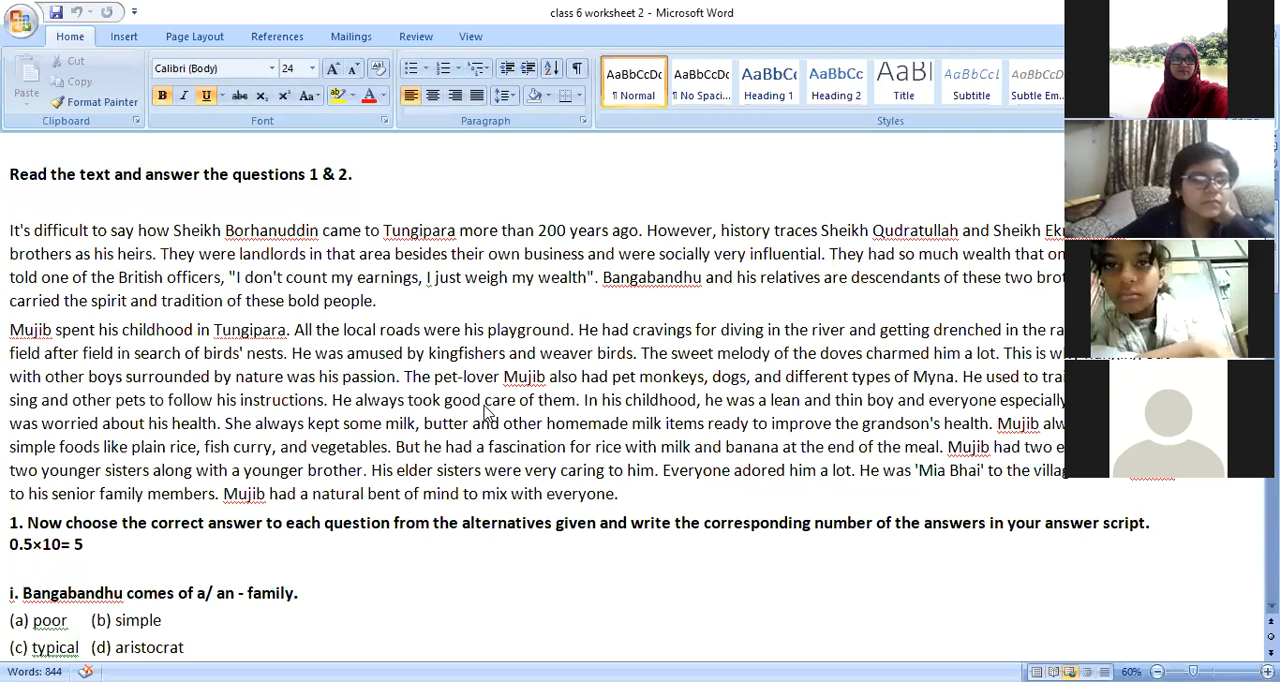 class 6 worksheet 2 - Microsoft Word
Home Insert Page Layout References Mailings Review View
Cut
Copy
Paste
Format Painter
Clipboard
Calibri (Body) 24
Font
Paragraph
AaBbCcDc AaBbCcDc AaBbCc AaBbCc AaBl AaBbCcL AaBbCcDc
¶ Normal ¶ No Spaci... Heading 1 Heading 2 Title Subtitle Subtle Em...
Styles
Read the text and answer the questions 1 & 2.
It's difficult to say how Sheikh Borhanuddin came to Tungipara more than 200 years ago. However, history traces Sheikh Qudratullah and Sheikh
brothers as his heirs. They were landlords in that area besides their own business and were socially very influential. They had so much wealth that
told one of the British officers, "I don't count my earnings, I just weigh my wealth". Bangabandhu and his relatives are descendants of these two
carried the spirit and tradition of these bold people.
Mujib spent his childhood in Tungipara. All the local roads were his playground. He had cravings for diving in the river and getting drenched in the
field after field in search of birds' nests. He was amused by kingfishers and weaver birds. The sweet melody of the doves charmed him a lot. This is
with other boys surrounded by nature was his passion. The pet-lover Mujib also had pet monkeys, dogs, and different types of Myna. He used to
sing and other pets to follow his instructions. He always took good care of them. In his childhood, he was a lean and thin boy and everyone especially
was worried about his health. She always kept some milk, butter and other homemade milk items ready to improve the grandson's health. Mujib
simple foods like plain rice, fish curry, and vegetables. But he had a fascination for rice with milk and banana at the end of the meal. Mujib had two
two younger sisters along with a younger brother. His elder sisters were very caring to him. Everyone adored him a lot. He was 'Mia Bhai' to the
to his senior family members. Mujib had a natural bent of mind to mix with everyone.
1. Now choose the correct answer to each question from the alternatives given and write the corresponding number of the answers in your answer script.
0.5×10= 5
i. Bangabandhu comes of a/ an - family.
(a) poor (b) simple
(c) typical (d) aristocrat
Words: 844
60%